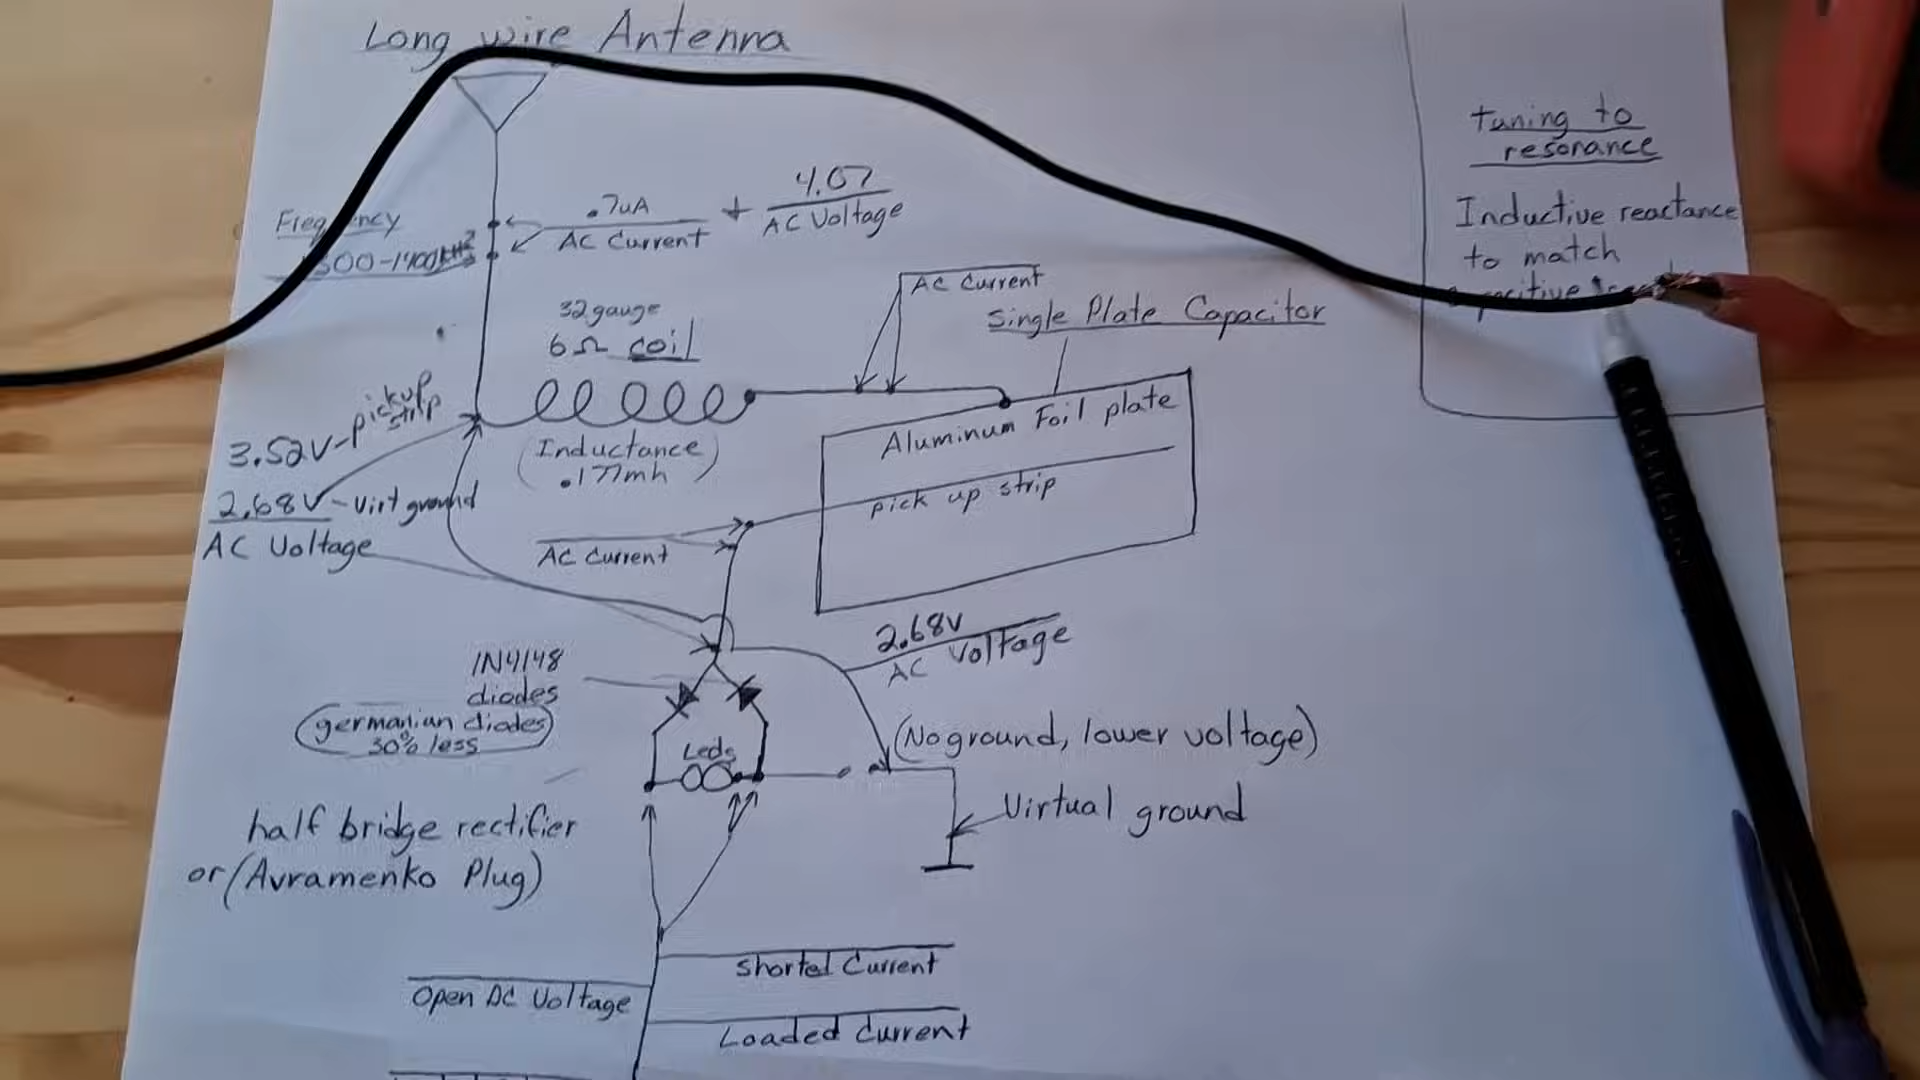 Long wire Antenna
tuning to
resonance
Inductive reactance
to match
Frequency
.7uA
AC Current
+
4.07
AC Voltage
32 gauge
6Ω coil
(Inductance
.177mh)
AC Current
Single Plate Capacitor
Aluminum Foil plate
pick up strip
3.52V-pickup
strip
2.68V-Virt ground
AC Voltage
AC Current
2.68V
AC Voltage
1N4148
diodes
germanian diodes
30% less
Leds
(No ground, lower voltage)
Virtual ground
half bridge rectifier
or (Avramenko Plug)
Shorted Current
Open DC Voltage
Loaded Current